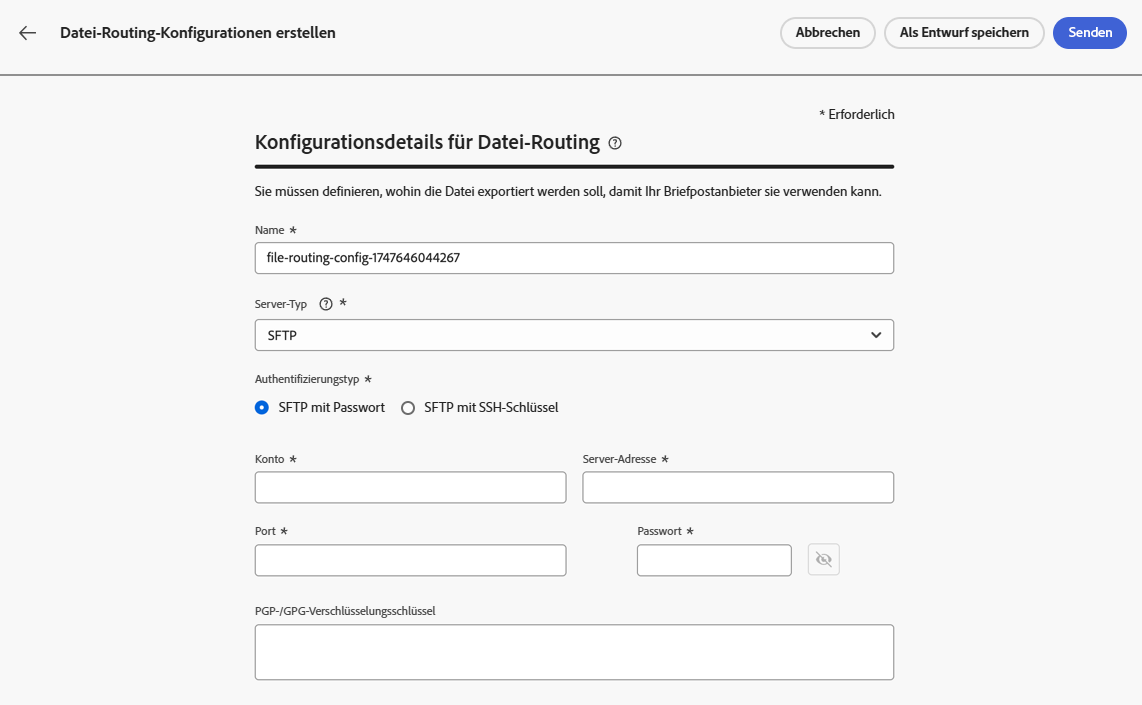 Datei-Routing-Konfigurationen erstellen
Abbrechen
Als Entwurf speichern
Senden
* Erforderlich
Konfigurationsdetails für Datei-Routing
Sie müssen definieren, wohin die Datei exportiert werden soll, damit Ihr Briefpostanbieter sie verwenden kann.
Name *
file-routing-config-1747646044267
Server-Typ ? *
SFTP
Authentifizierungstyp *
SFTP mit Passwort
SFTP mit SSH-Schlüssel
Konto *
Server-Adresse *
Port *
Passwort *
PGP-/GPG-Verschlüsselungsschlüssel